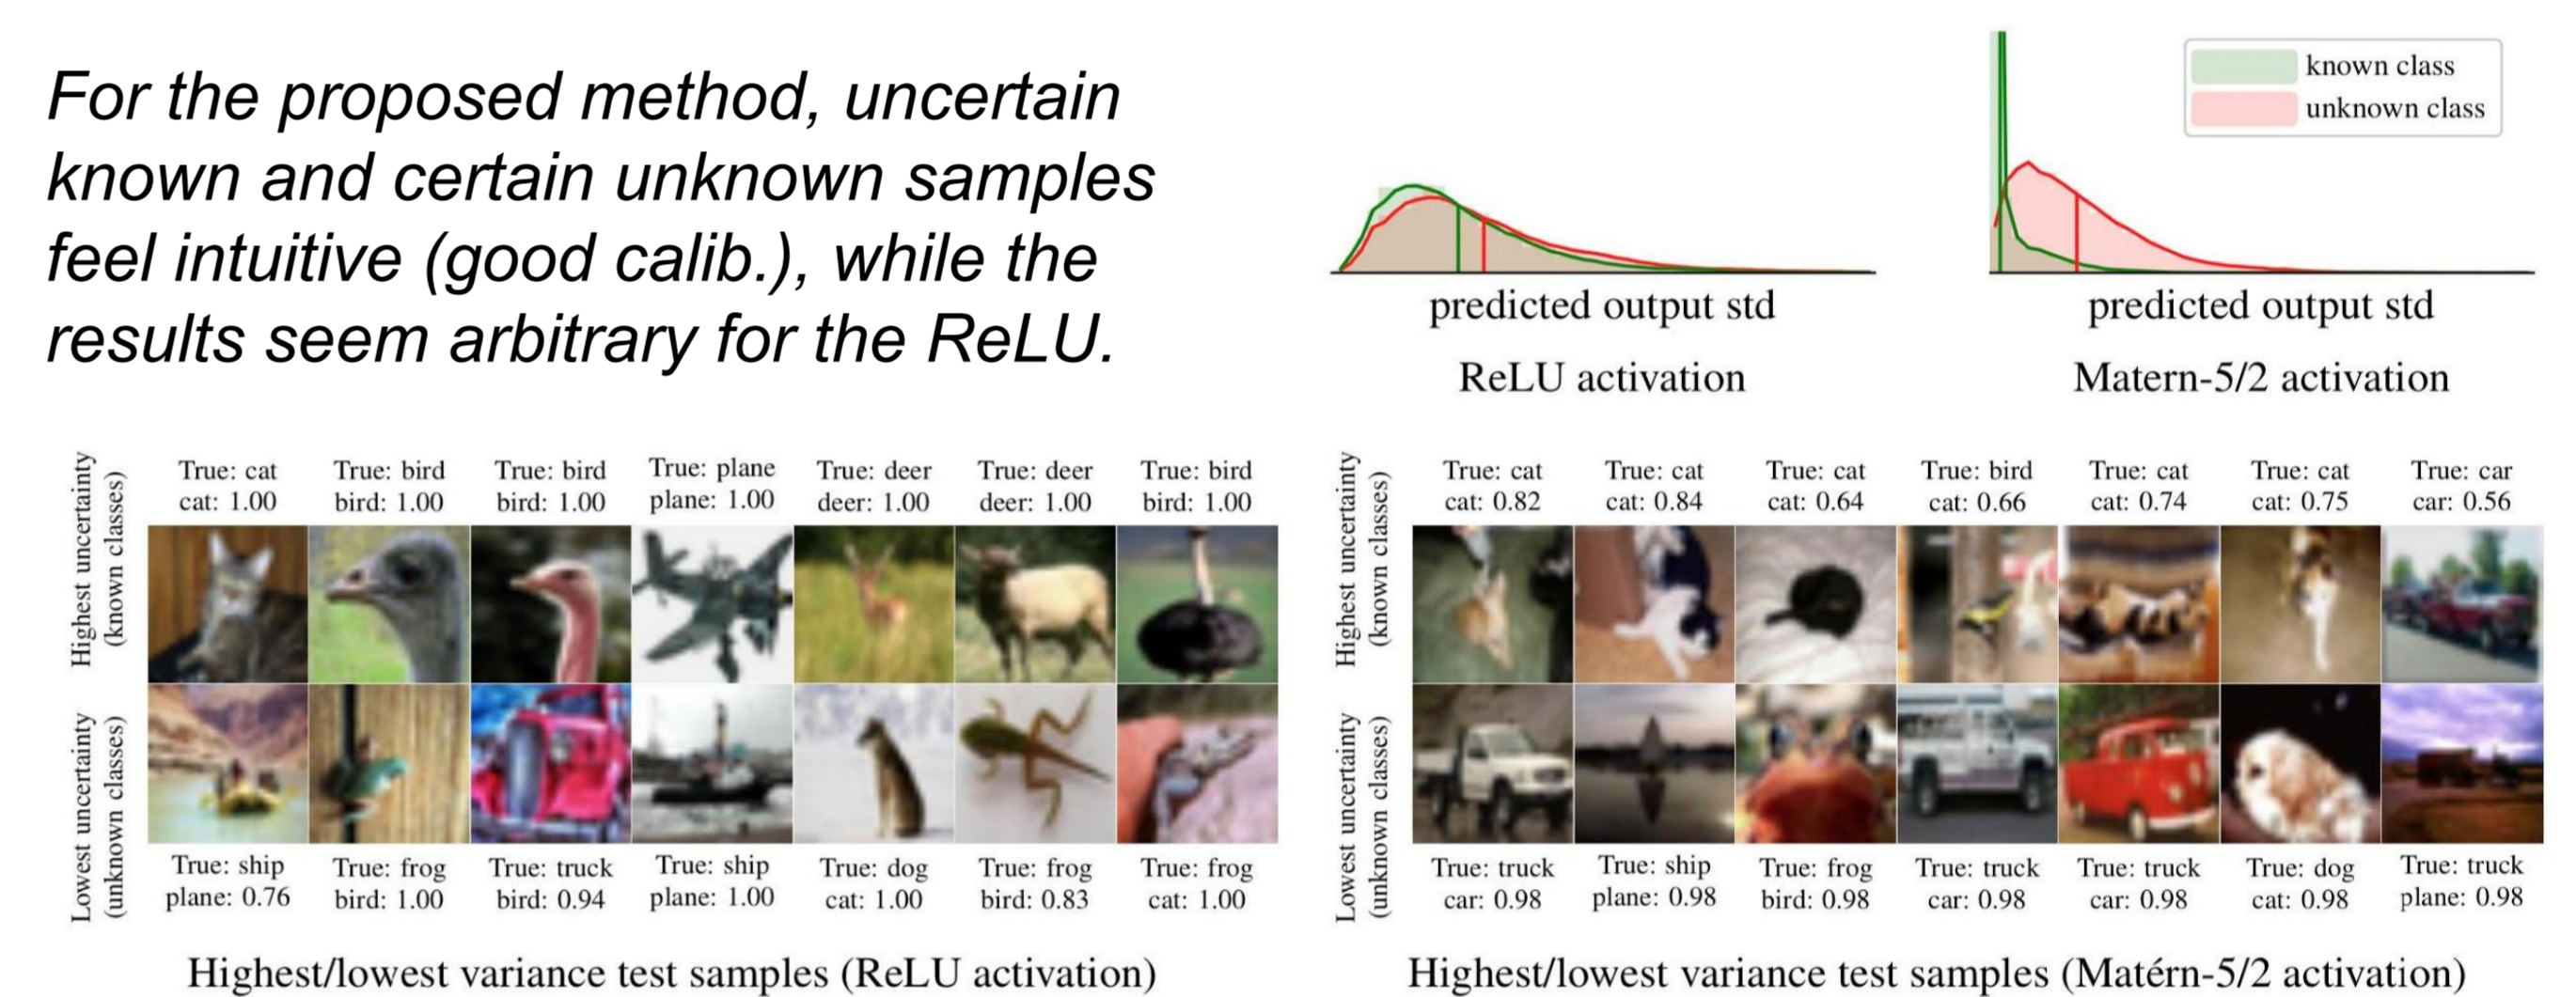 For the proposed method, uncertain
known and certain unknown samples
feel intuitive (good calib.), while the
results seem arbitrary for the ReLU.
known class
unknown class
predicted output std
predicted output std
ReLU activation
Matern-5/2 activation
Highest uncertainty
(known classes)
True: cat True: bird True: bird True: plane True: deer True: deer True: bird
cat: 1.00 bird: 1.00 bird: 1.00 plane: 1.00 deer: 1.00 deer: 1.00 bird: 1.00
Lowest uncertainty
(unknown classes)
True: ship True: frog True: truck True: ship True: dog True: frog True: frog
plane: 0.76 bird: 1.00 bird: 0.94 plane: 1.00 cat: 1.00 bird: 0.83 cat: 1.00
Highest/lowest variance test samples (ReLU activation)
Highest uncertainty
(known classes)
True: cat True: cat True: cat True: bird True: cat True: cat True: car
cat: 0.82 cat: 0.84 cat: 0.64 cat: 0.66 cat: 0.74 cat: 0.75 car: 0.56
Lowest uncertainty
(unknown classes)
True: truck True: ship True: frog True: truck True: truck True: dog True: truck
car: 0.98 plane: 0.98 bird: 0.98 car: 0.98 car: 0.98 cat: 0.98 plane: 0.98
Highest/lowest variance test samples (Matérn-5/2 activation)